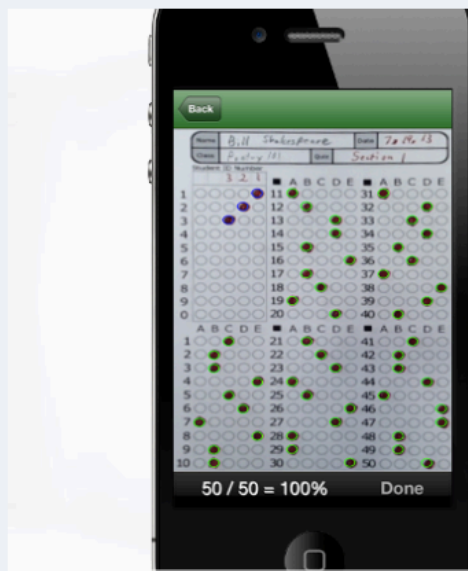 Back
Name Bill Shakespeare Date 7.19.13
Class Poetry 101 Quiz Section 1
Student ID Number
3 2 1
A B C D E A B C D E
1 11 31
2 12 32
3 13 33
4 14 34
5 15 35
6 16 36
7 17 37
8 18 38
9 19 39
0 20 40
A B C D E A B C D E A B C D E
1 21 41
2 22 42
3 23 43
4 24 44
5 25 45
6 26 46
7 27 47
8 28 48
9 29 49
10 30 50
50 / 50 = 100% Done